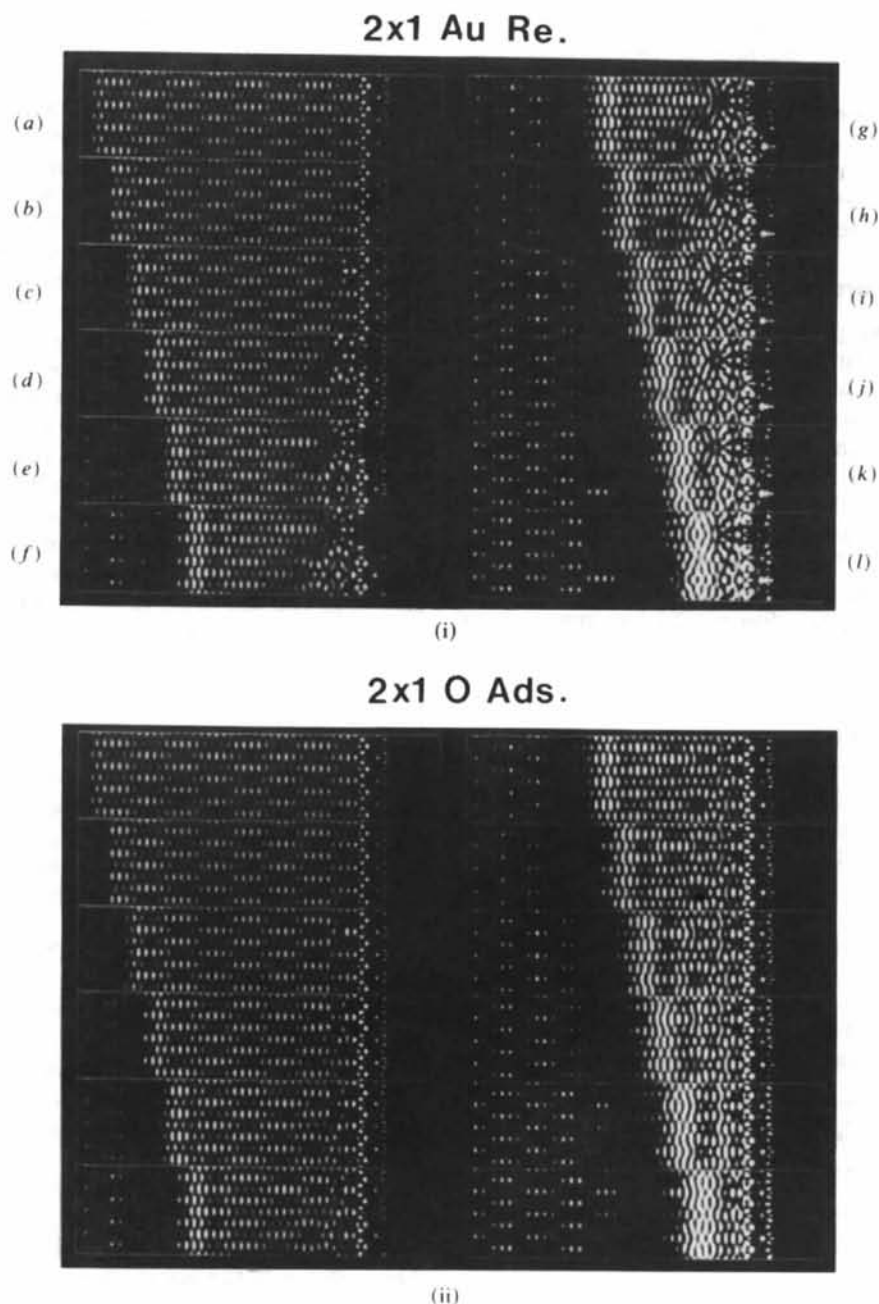 2x1 Au Re.
(a) (g)
(b) (h)
(c) (i)
(d) (j)
(e) (k)
(f) (l)
(i)
2x1 O Ads.
(ii)